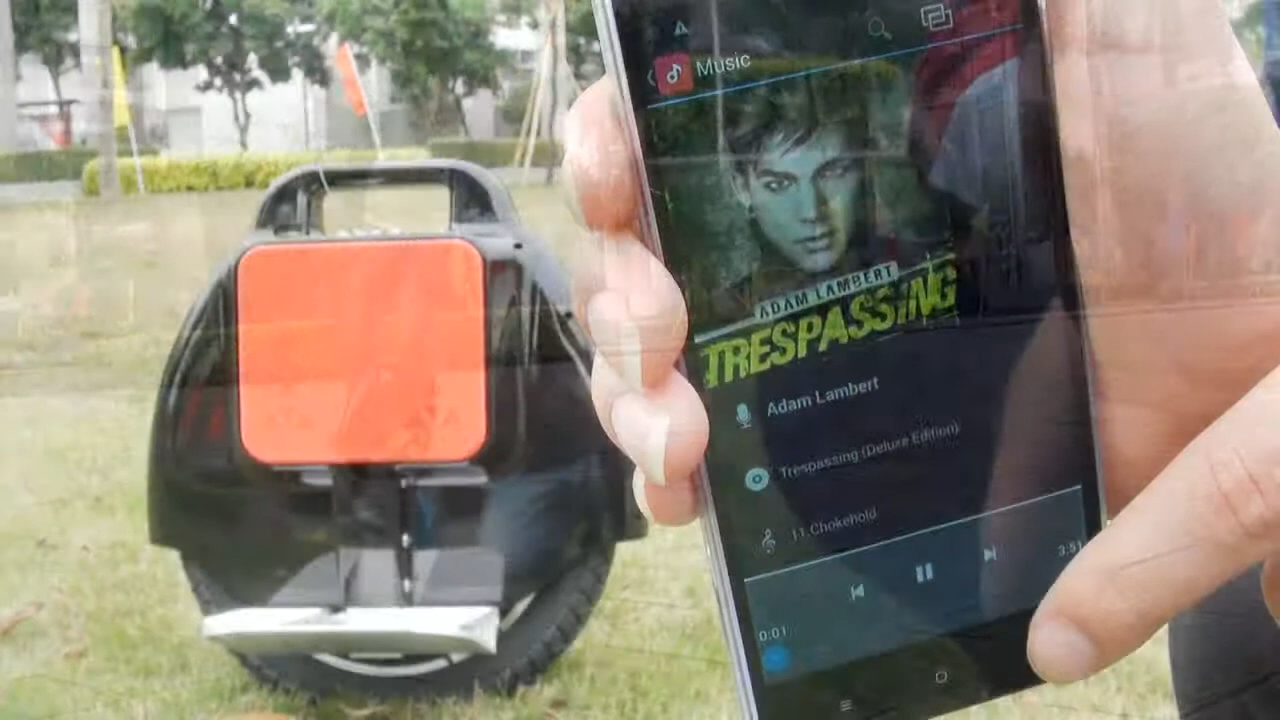 Music
ADAM LAMBERT
TRESPASSING
Adam Lambert
Trespassing (Deluxe Edition)
11.Chokehold
3:51
0:01